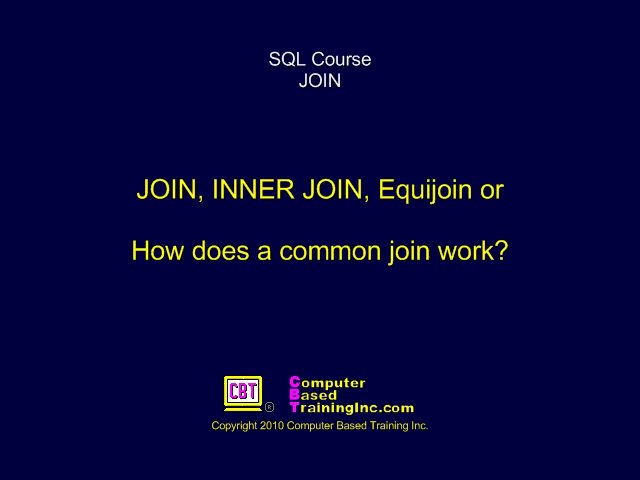 SQL Course
JOIN
JOIN, INNER JOIN, Equijoin or
How does a common join work?
CBT ®
Computer
Based
TrainingInc.com
Copyright 2010 Computer Based Training Inc.